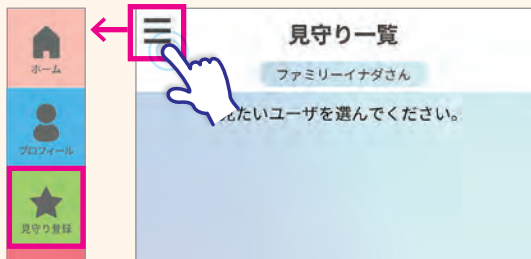 ホーム
プロフィール
見守り登録
見守り一覧
ファミリーイナダさん
見たいユーザを選んでください。